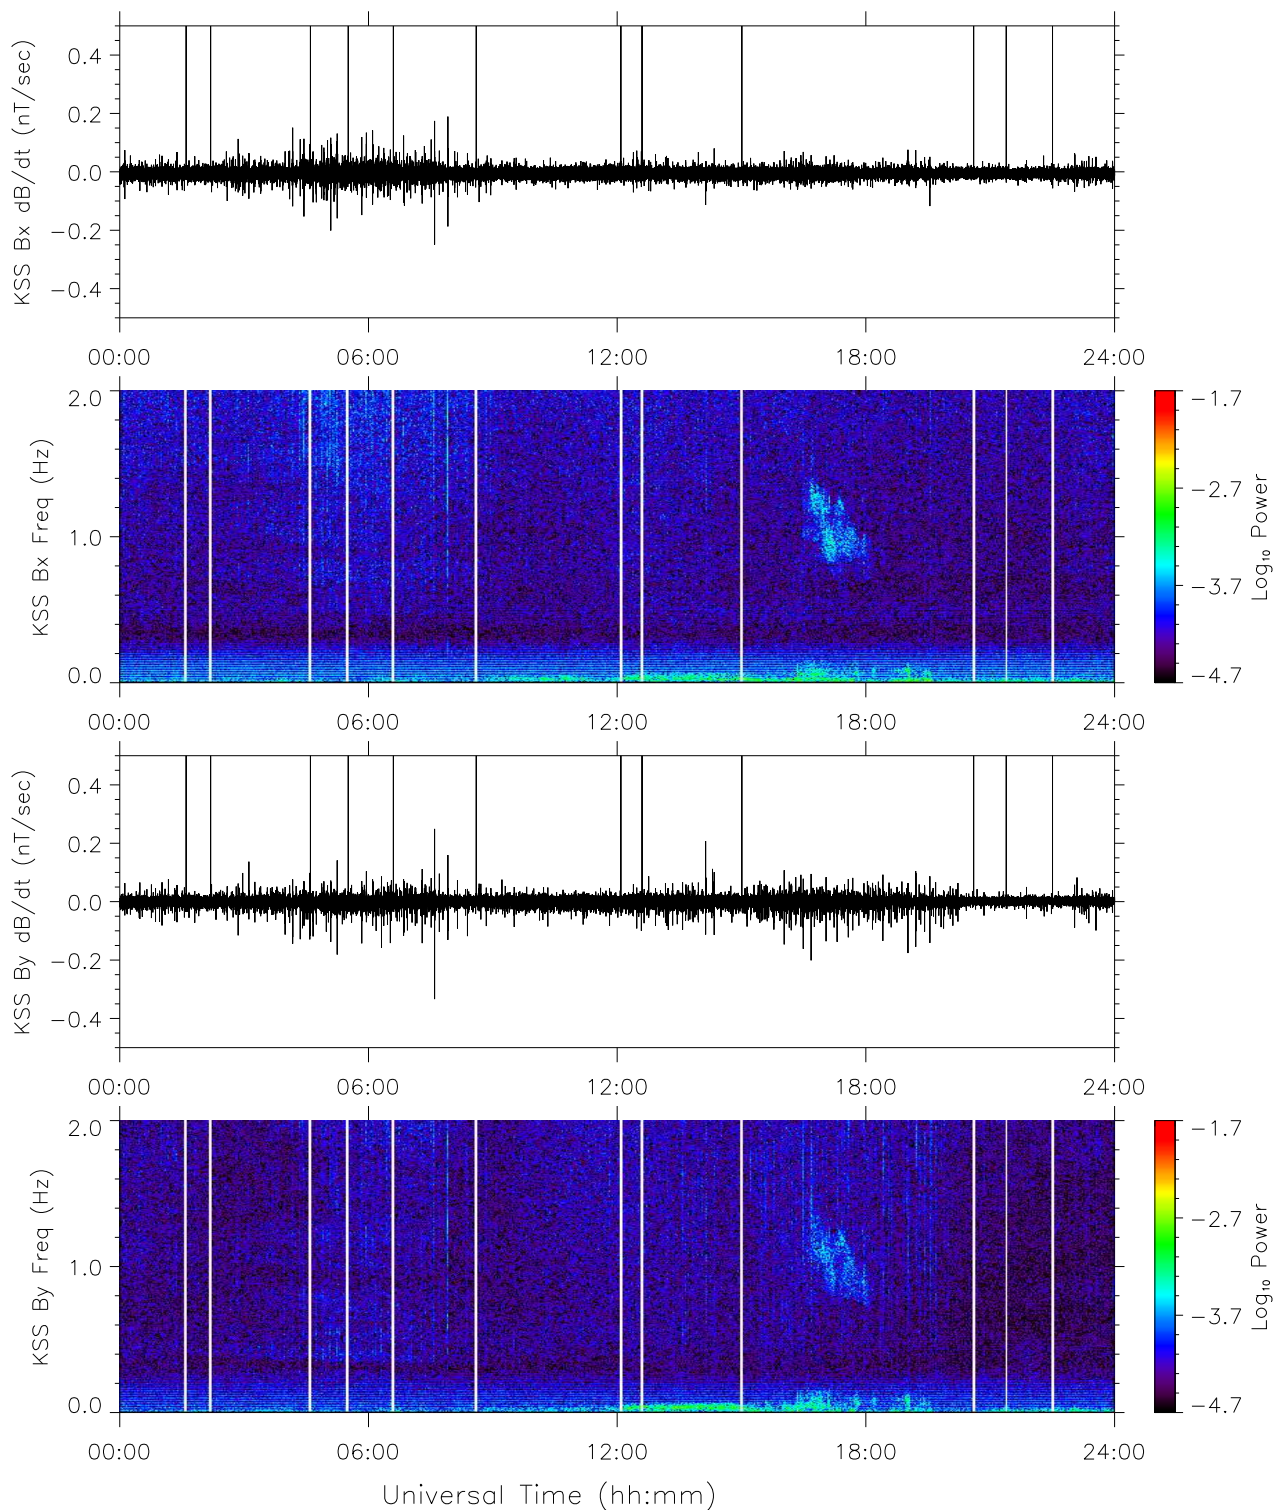 KSS Bx dB/dt (nT/sec)
0.4
0.2
0.0
−0.2
−0.4
00:00 06:00 12:00 18:00 24:00
KSS Bx Freq (Hz)
2.0
1.0
0.0
−1.7
−2.7
−3.7
−4.7
Log₁₀ Power
00:00 06:00 12:00 18:00 24:00
KSS By dB/dt (nT/sec)
0.4
0.2
0.0
−0.2
−0.4
00:00 06:00 12:00 18:00 24:00
KSS By Freq (Hz)
2.0
1.0
0.0
−1.7
−2.7
−3.7
−4.7
Log₁₀ Power
00:00 06:00 12:00 18:00 24:00
Universal Time (hh:mm)